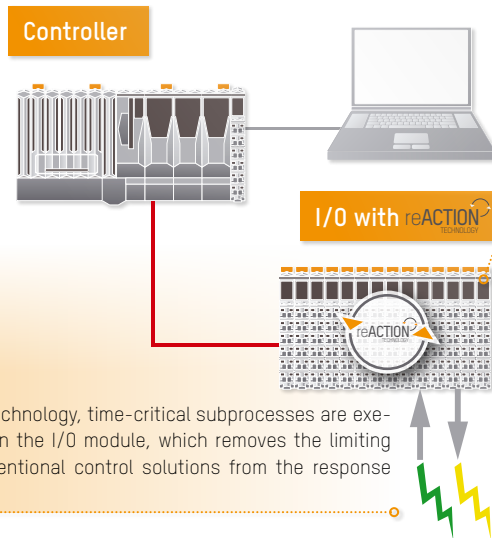 Controller
I/O with reACTION
TECHNOLOGY
reACTION
TECHNOLOGY
chnology, time-critical subprocesses are exe-
n the I/O module, which removes the limiting
entional control solutions from the response